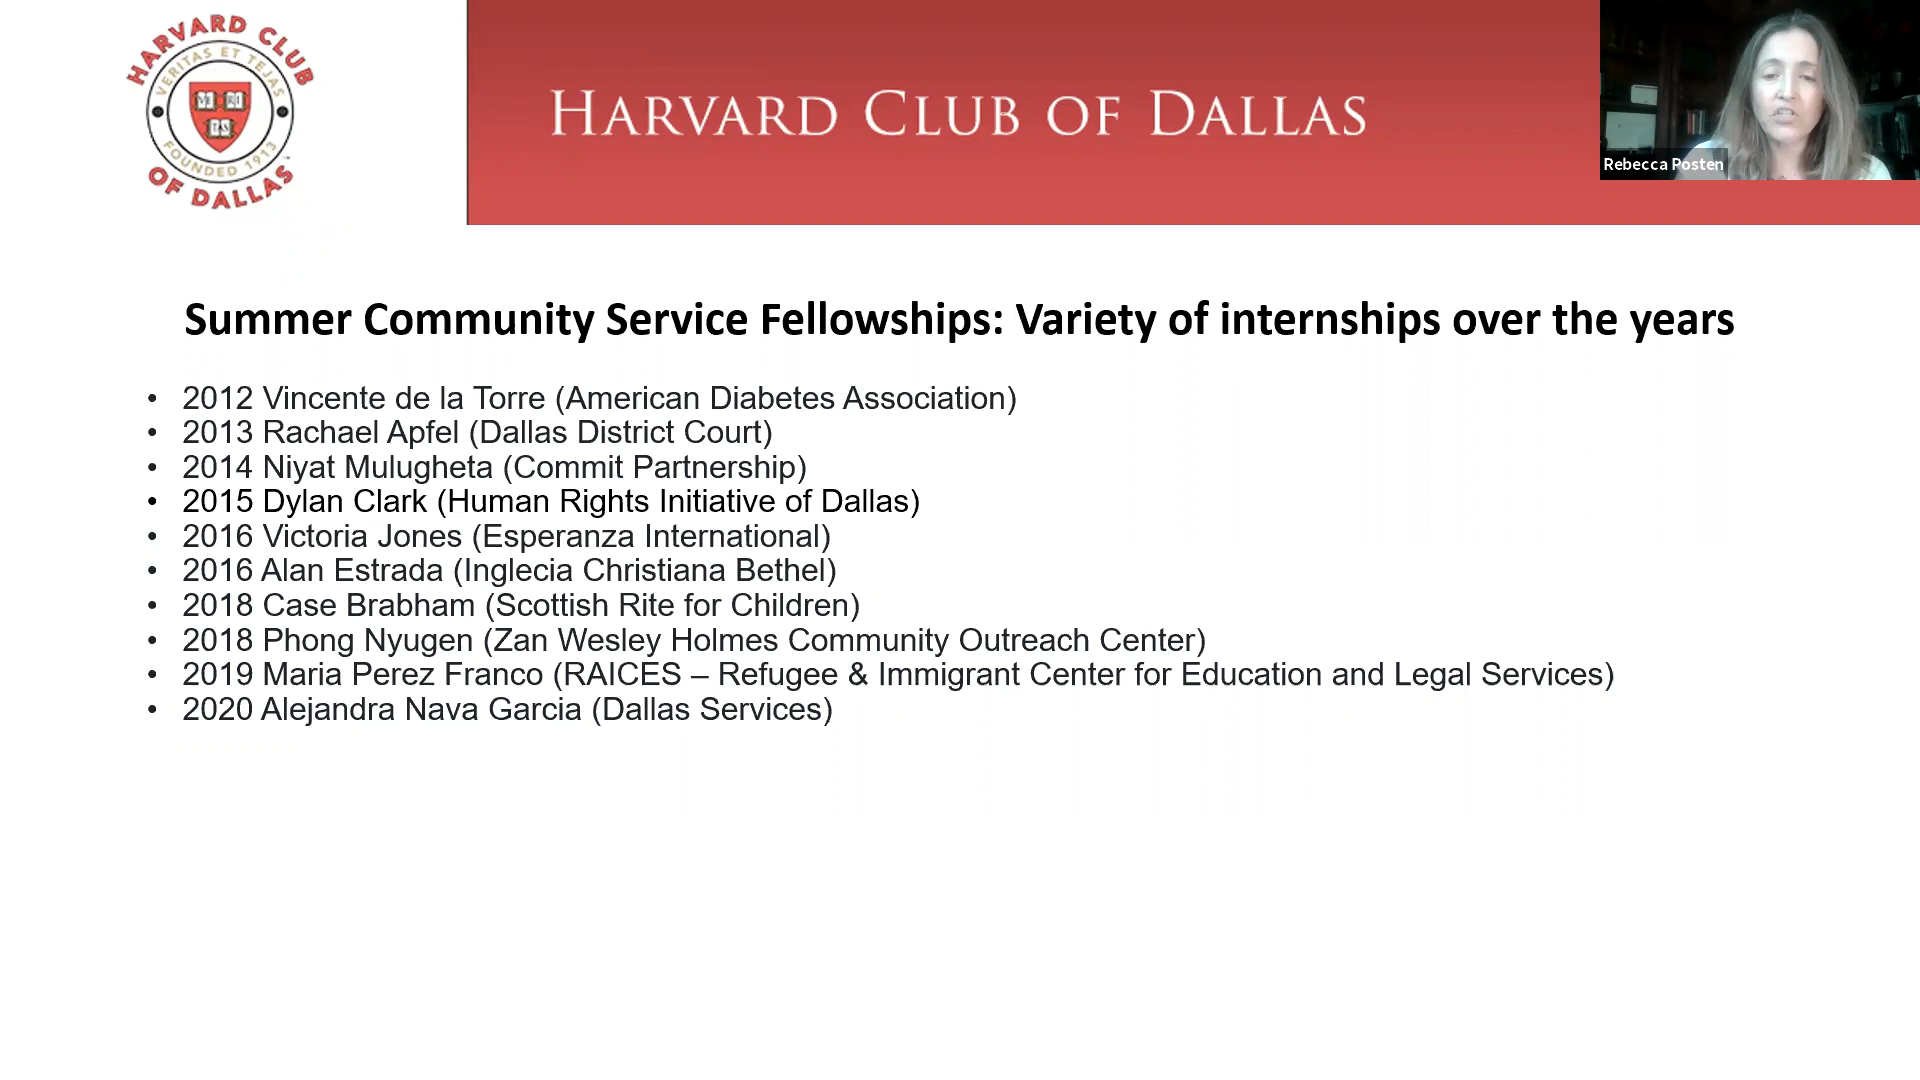 HARVARD CLUB
VERITAS ET TEJAS
VE RI
TAS
FOUNDED 1913
OF DALLAS
HARVARD CLUB OF DALLAS
Rebecca Posten
Summer Community Service Fellowships: Variety of internships over the years
• 2012 Vincente de la Torre (American Diabetes Association)
• 2013 Rachael Apfel (Dallas District Court)
• 2014 Niyat Mulugheta (Commit Partnership)
• 2015 Dylan Clark (Human Rights Initiative of Dallas)
• 2016 Victoria Jones (Esperanza International)
• 2016 Alan Estrada (Inglecia Christiana Bethel)
• 2018 Case Brabham (Scottish Rite for Children)
• 2018 Phong Nyugen (Zan Wesley Holmes Community Outreach Center)
• 2019 Maria Perez Franco (RAICES – Refugee & Immigrant Center for Education and Legal Services)
• 2020 Alejandra Nava Garcia (Dallas Services)